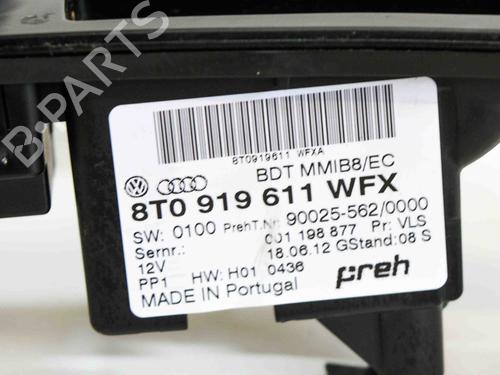 B-PARTS
8T0919611 WFXA
BDT MMIB8/EC
8T0 919 611 WFX
SW: 0100 PrehT.Nr: 90025-562/0000
Sernr.: 001 198 877 Pr: VLS
12V 18.06.12 GStand: 08 S
PP1 HW: H01 0436
MADE IN Portugal
Preh